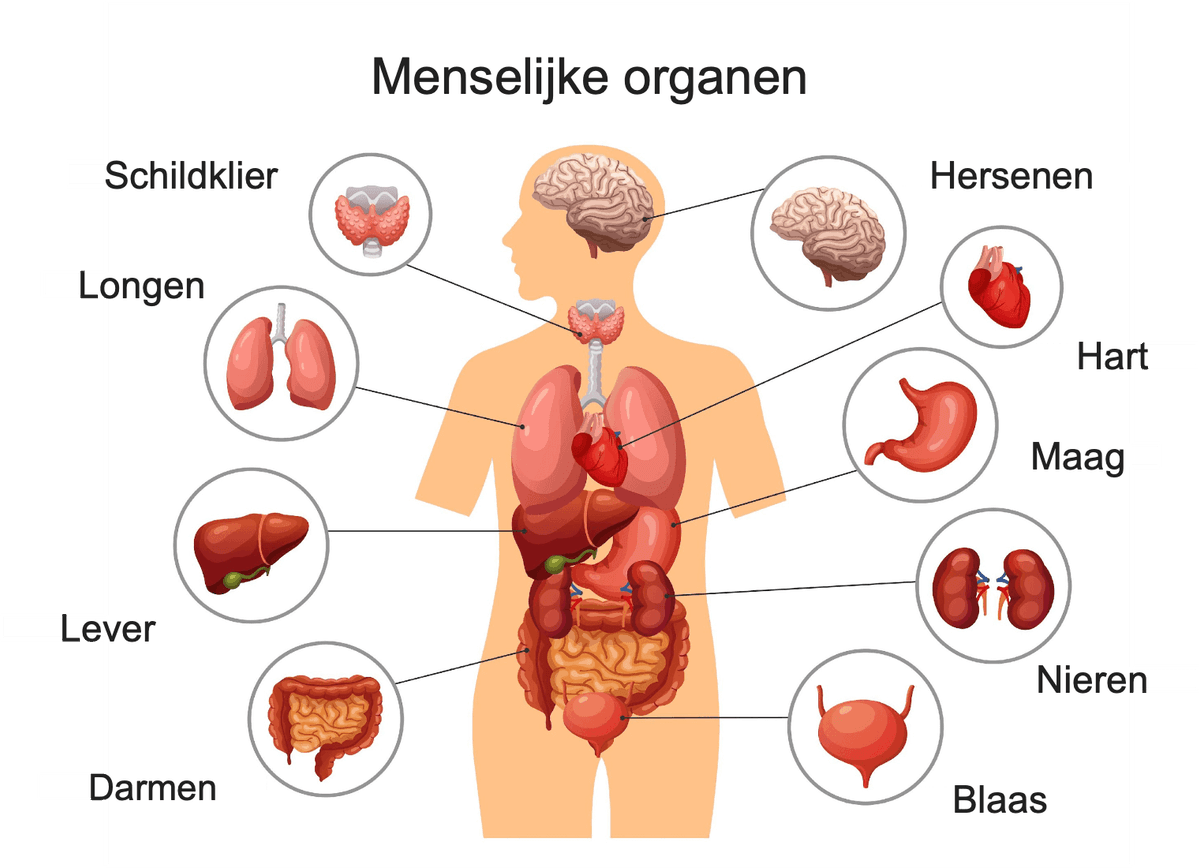 Menselijke organen
Schildklier
Hersenen
Longen
Hart
Maag
Lever
Nieren
Darmen
Blaas